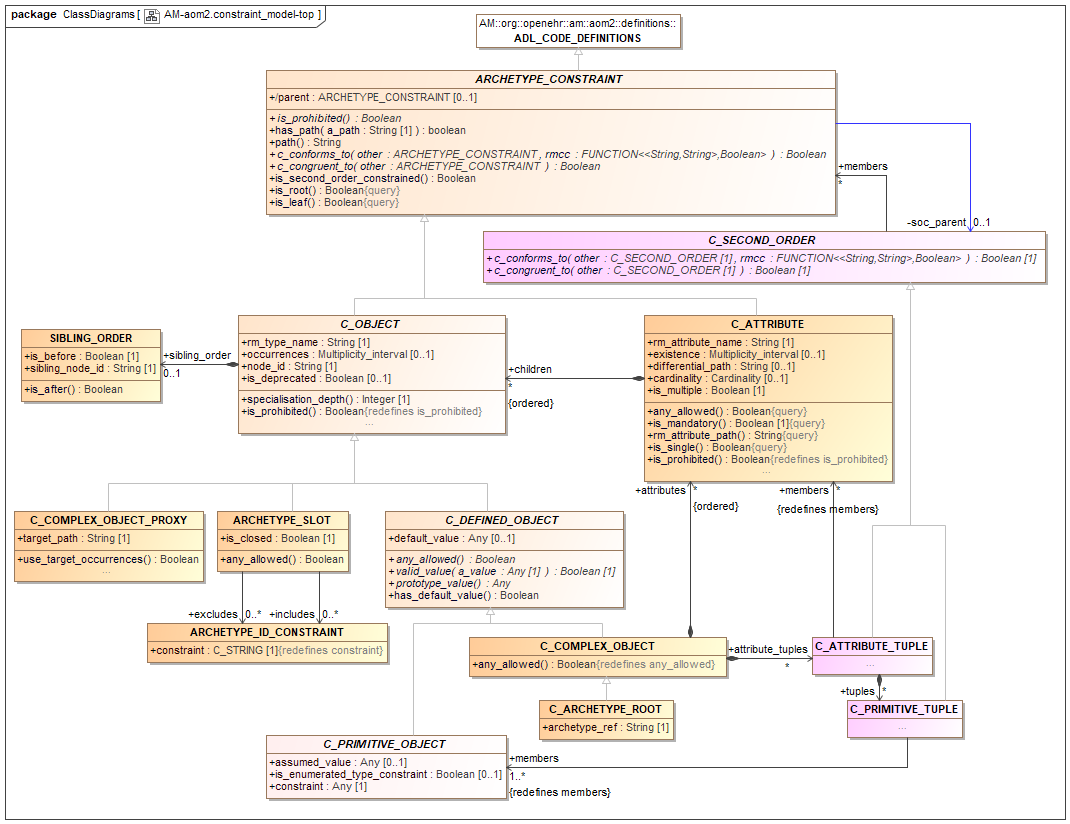 package ClassDiagrams [ AM-aom2.constraint_model-top ]
AM::org::openehr::am::aom2::definitions::
ADL_CODE_DEFINITIONS
ARCHETYPE_CONSTRAINT
+/parent : ARCHETYPE_CONSTRAINT [0..1]
+is_prohibited() : Boolean
+has_path( a_path : String [1] ) : boolean
+path() : String
+c_conforms_to( other : ARCHETYPE_CONSTRAINT, rmcc : FUNCTION<<String,String>,Boolean> ) : Boolean
+c_congruent_to( other : ARCHETYPE_CONSTRAINT ) : Boolean
+is_second_order_constrained() : Boolean
+is_root() : Boolean{query}
+is_leaf() : Boolean{query}
+members
*
-soc_parent 0..1
C_SECOND_ORDER
+c_conforms_to( other : C_SECOND_ORDER [1], rmcc : FUNCTION<<String,String>,Boolean> ) : Boolean [1]
+c_congruent_to( other : C_SECOND_ORDER [1] ) : Boolean [1]
SIBLING_ORDER
+is_before : Boolean [1]
+sibling_node_id : String [1]
+is_after() : Boolean
+sibling_order
0..1
C_OBJECT
+rm_type_name : String [1]
+occurrences : Multiplicity_interval [0..1]
+node_id : String [1]
+is_deprecated : Boolean [0..1]
+specialisation_depth() : Integer [1]
+is_prohibited() : Boolean{redefines is_prohibited}
...
+children
*
{ordered}
C_ATTRIBUTE
+rm_attribute_name : String [1]
+existence : Multiplicity_interval [0..1]
+differential_path : String [0..1]
+cardinality : Cardinality [0..1]
+is_multiple : Boolean [1]
+any_allowed() : Boolean{query}
+is_mandatory() : Boolean [1]{query}
+rm_attribute_path() : String{query}
+is_single() : Boolean{query}
+is_prohibited() : Boolean{redefines is_prohibited}
...
+attributes *
{ordered}
+members *
{redefines members}
C_COMPLEX_OBJECT_PROXY
+target_path : String [1]
+use_target_occurrences() : Boolean
...
ARCHETYPE_SLOT
+is_closed : Boolean [1]
+any_allowed() : Boolean
C_DEFINED_OBJECT
+default_value : Any [0..1]
+any_allowed() : Boolean
+valid_value( a_value : Any [1] ) : Boolean [1]
+prototype_value() : Any
+has_default_value() : Boolean
+excludes 0..*
+includes 0..*
ARCHETYPE_ID_CONSTRAINT
+constraint : C_STRING [1]{redefines constraint}
C_COMPLEX_OBJECT
+any_allowed() : Boolean{redefines any_allowed}
+attribute_tuples
*
C_ATTRIBUTE_TUPLE
...
+tuples *
C_ARCHETYPE_ROOT
+archetype_ref : String [1]
C_PRIMITIVE_TUPLE
...
C_PRIMITIVE_OBJECT
+assumed_value : Any [0..1]
+is_enumerated_type_constraint : Boolean [0..1]
+constraint : Any [1]
+members
1..*
{redefines members}